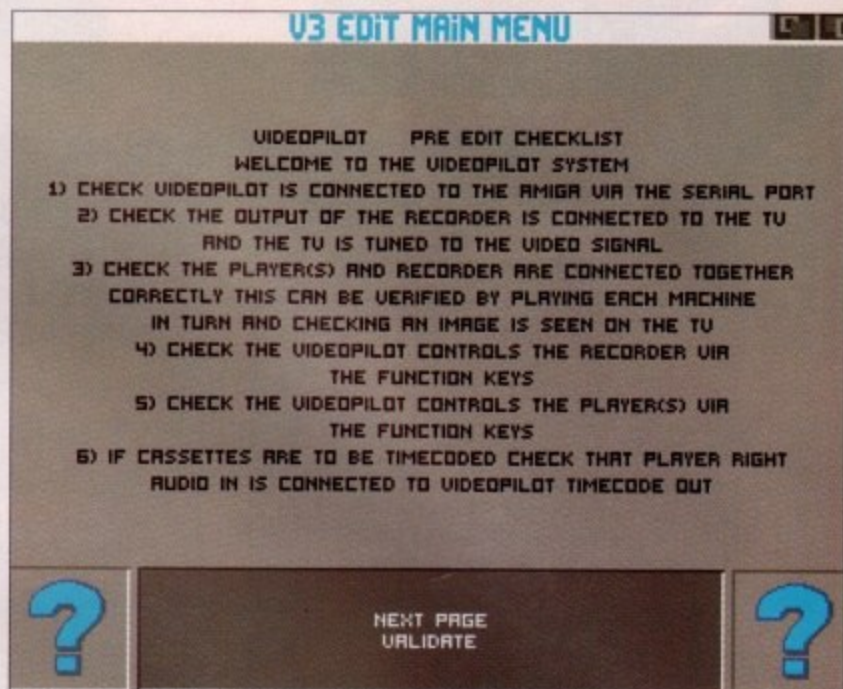 V3 EDIT MAIN MENU
VIDEOPILOT PRE EDIT CHECKLIST
WELCOME TO THE VIDEOPILOT SYSTEM
1) CHECK VIDEOPILOT IS CONNECTED TO THE AMIGA VIA THE SERIAL PORT
2) CHECK THE OUTPUT OF THE RECORDER IS CONNECTED TO THE TV
AND THE TV IS TUNED TO THE VIDEO SIGNAL
3) CHECK THE PLAYER(S) AND RECORDER ARE CONNECTED TOGETHER
CORRECTLY THIS CAN BE VERIFIED BY PLAYING EACH MACHINE
IN TURN AND CHECKING AN IMAGE IS SEEN ON THE TV
4) CHECK THE VIDEOPILOT CONTROLS THE RECORDER VIA
THE FUNCTION KEYS
5) CHECK THE VIDEOPILOT CONTROLS THE PLAYER(S) VIA
THE FUNCTION KEYS
6) IF CASSETTES ARE TO BE TIMECODED CHECK THAT PLAYER RIGHT
AUDIO IN IS CONNECTED TO VIDEOPILOT TIMECODE OUT
? ?
NEXT PAGE
VALIDATE